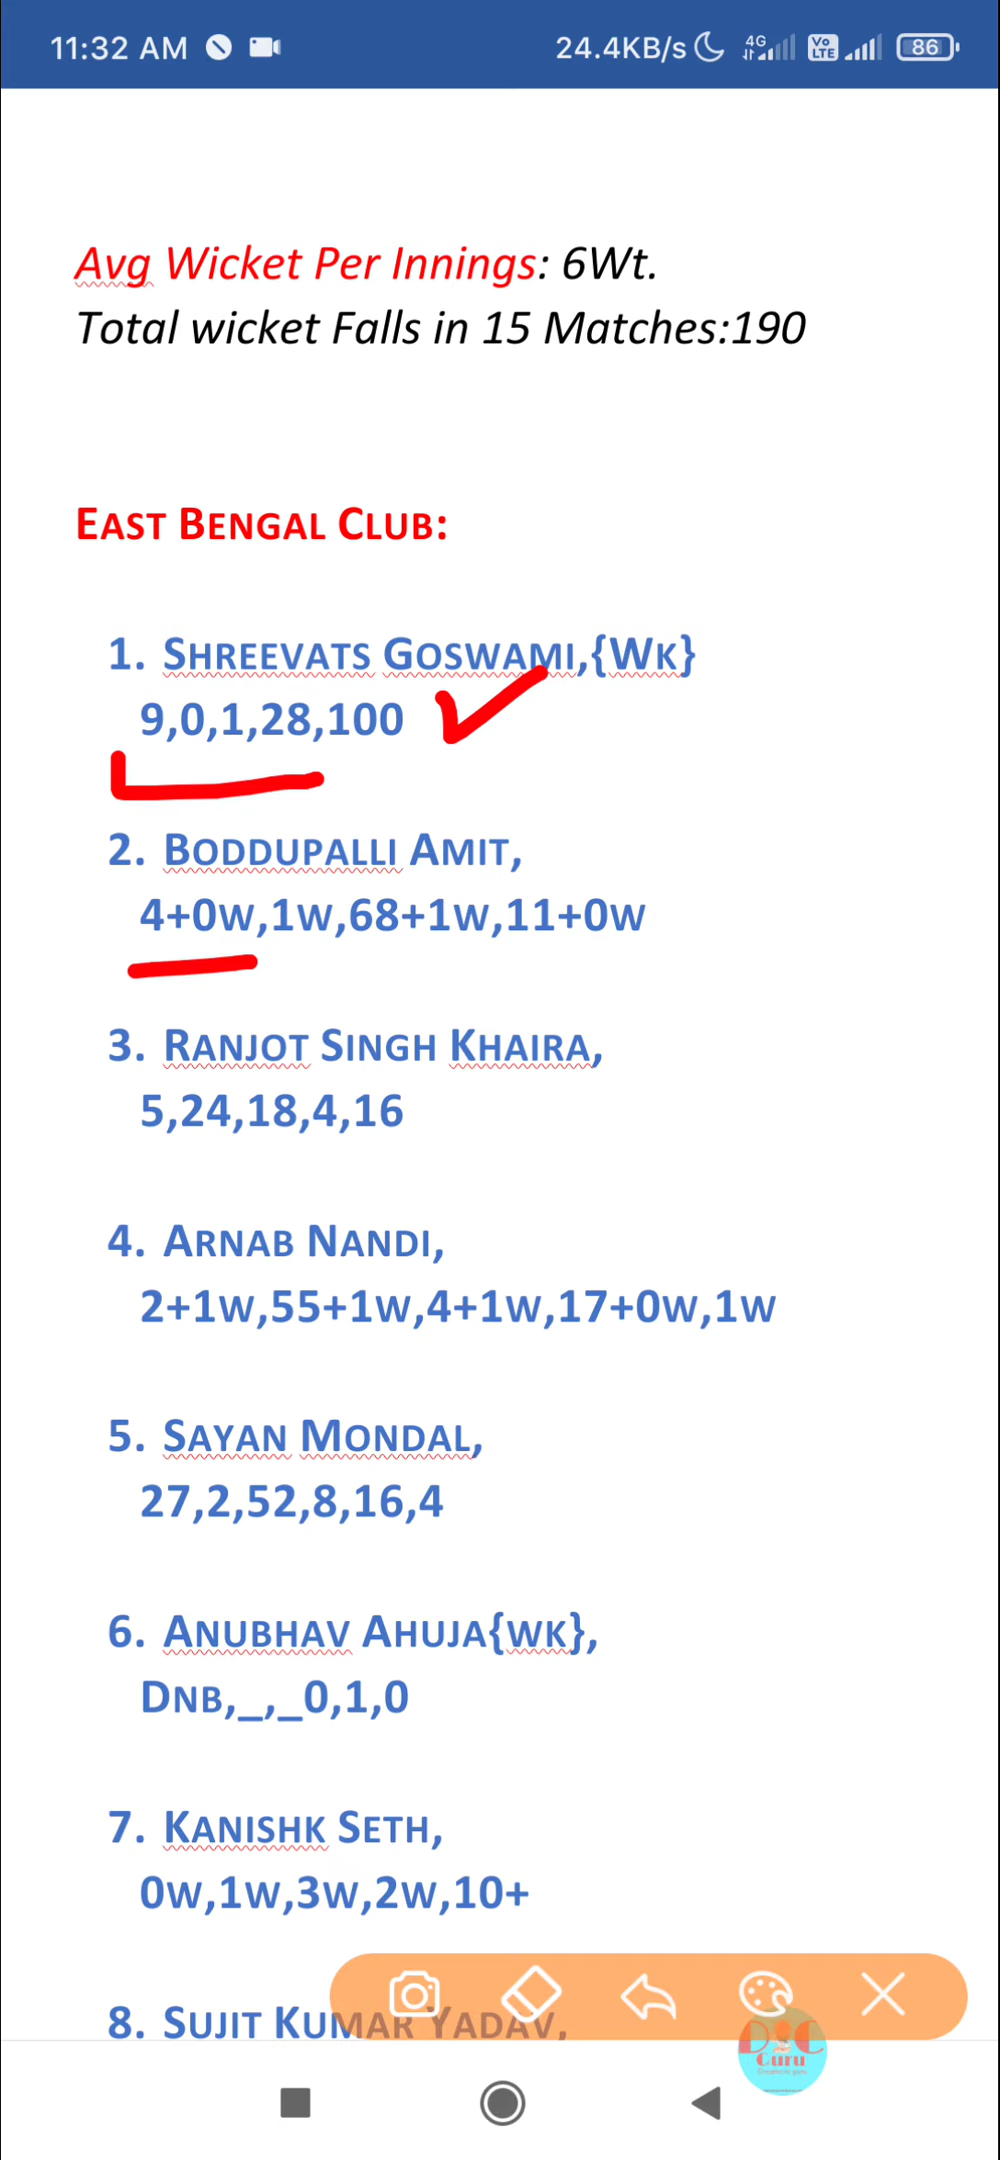 11:32 AM
24.4KB/s 4G Vo LTE 86
Avg Wicket Per Innings: 6Wt.
Total wicket Falls in 15 Matches:190
EAST BENGAL CLUB:
1. SHREEVATS GOSWAMI,{WK}
9,0,1,28,100
2. BODDUPALLI AMIT,
4+0W,1W,68+1W,11+0W
3. RANJOT SINGH KHAIRA,
5,24,18,4,16
4. ARNAB NANDI,
2+1W,55+1W,4+1W,17+0W,1W
5. SAYAN MONDAL,
27,2,52,8,16,4
6. ANUBHAV AHUJA{WK},
DNB,_,_0,1,0
7. KANISHK SETH,
0W,1W,3W,2W,10+
8. SUJIT KUMAR YADAV,
Guru